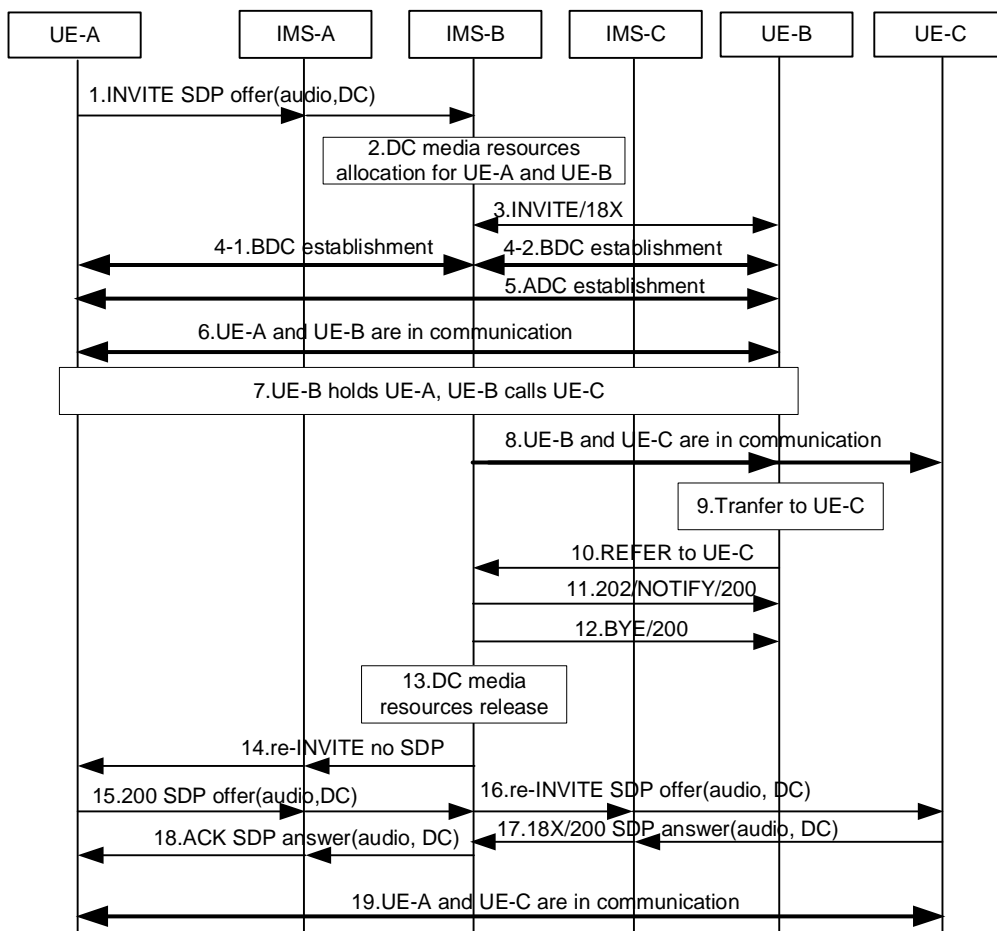 UE-A
IMS-A
IMS-B
IMS-C
UE-B
UE-C
1.INVITE SDP offer(audio,DC)
2.DC media resources
allocation for UE-A and UE-B
3.INVITE/18X
4-1.BDC establishment
4-2.BDC establishment
5.ADC establishment
6.UE-A and UE-B are in communication
7.UE-B holds UE-A, UE-B calls UE-C
8.UE-B and UE-C are in communication
9.Tranfer to UE-C
10.REFER to UE-C
11.202/NOTIFY/200
12.BYE/200
13.DC media
resources release
14.re-INVITE no SDP
15.200 SDP offer(audio,DC)
16.re-INVITE SDP offer(audio, DC)
17.18X/200 SDP answer(audio, DC)
18.ACK SDP answer(audio, DC)
19.UE-A and UE-C are in communication